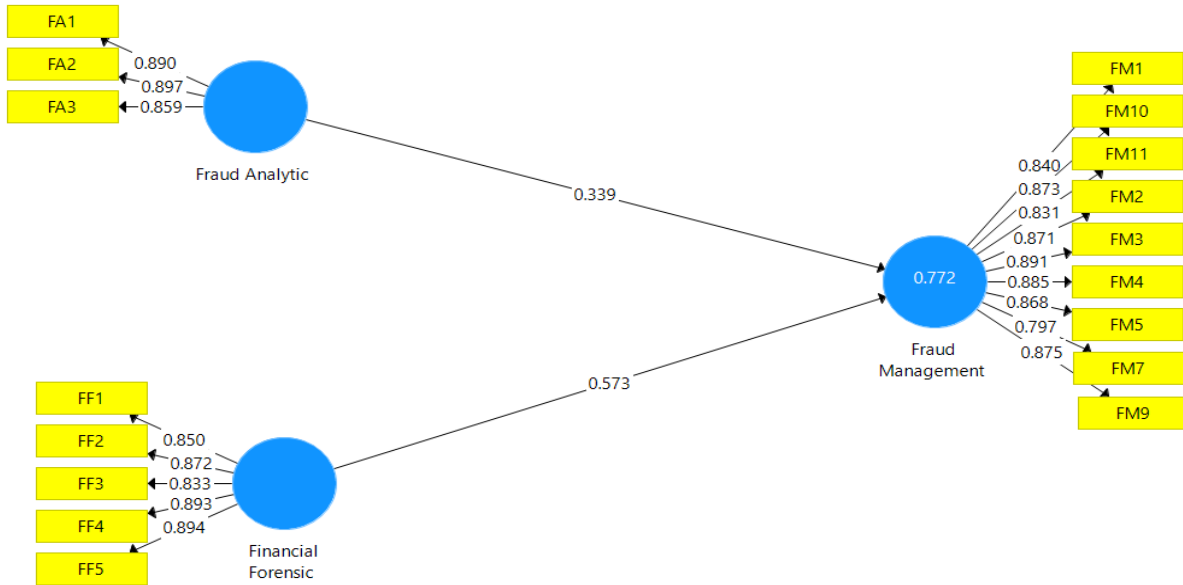 FA1
FA2
FA3
0.890
0.897
0.859
Fraud Analytic
0.339
FF1
FF2
FF3
FF4
FF5
0.850
0.872
0.833
0.893
0.894
Financial
Forensic
0.573
0.772
Fraud
Management
0.840
0.873
0.831
0.871
0.891
0.885
0.868
0.797
0.875
FM1
FM10
FM11
FM2
FM3
FM4
FM5
FM7
FM9